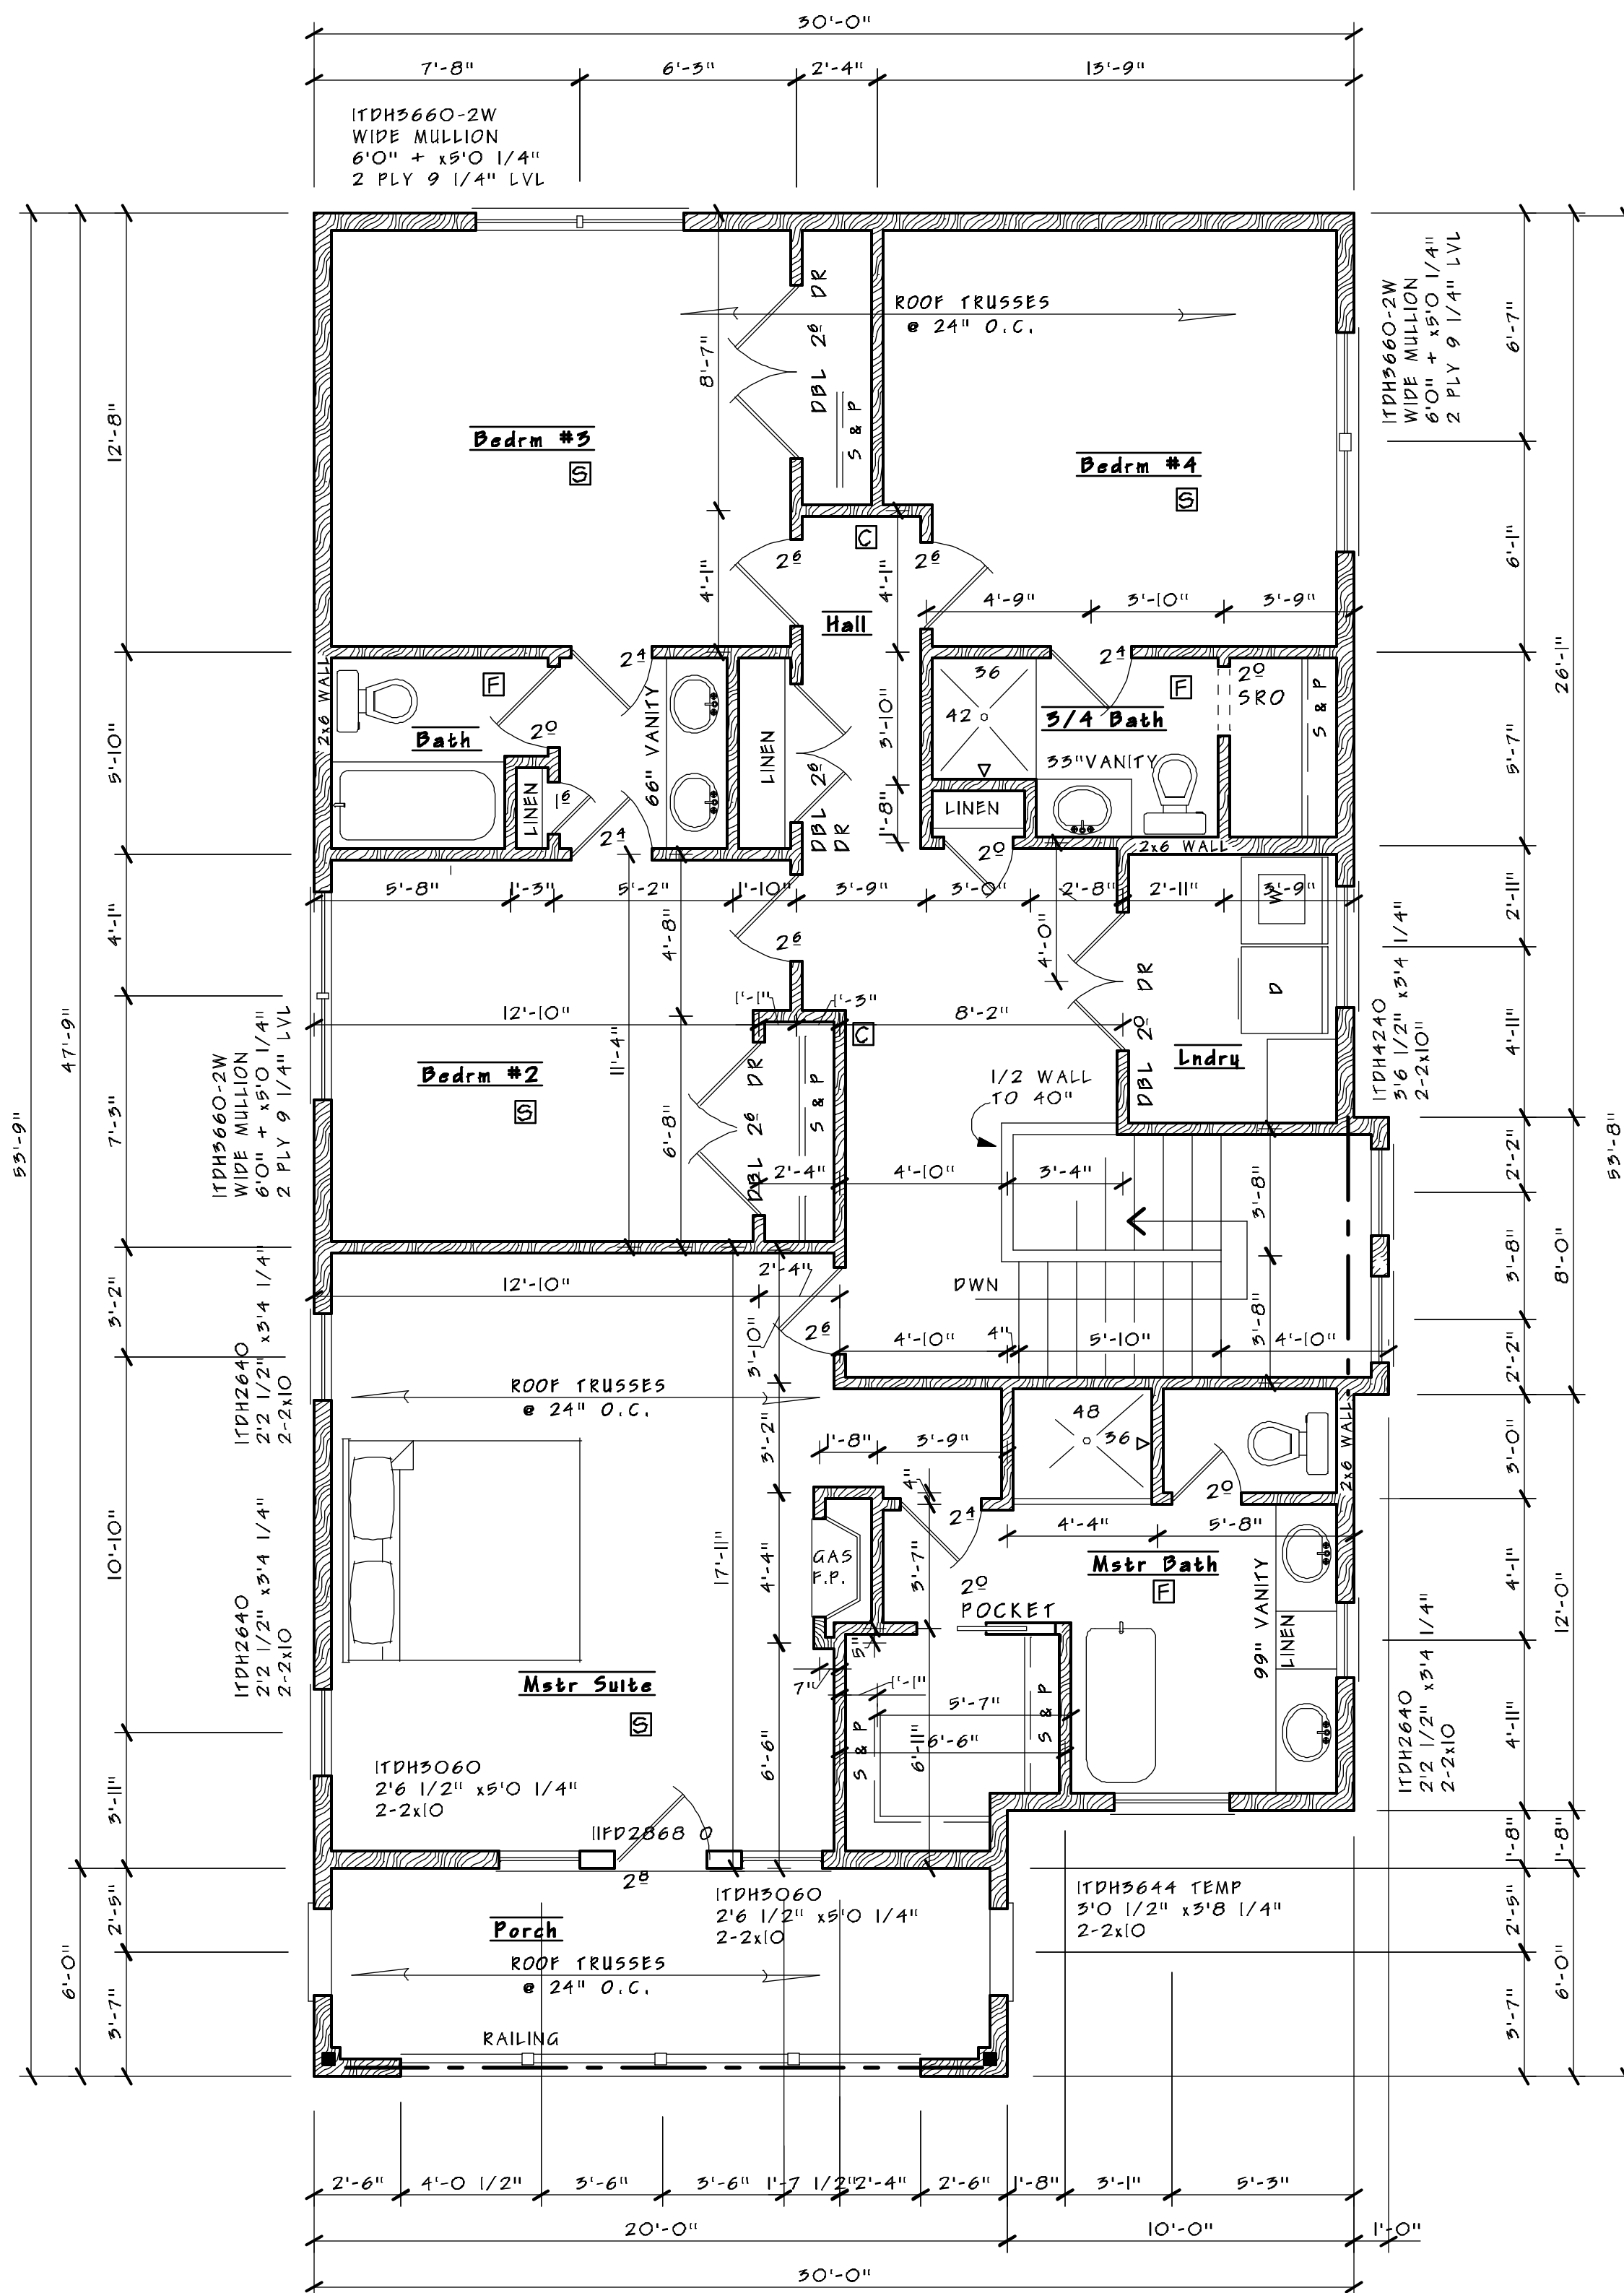 30'-0"
7'-8" 6'-3" 2'-4" 13'-9"
ITDH3660-2W
WIDE MULLION
6'0" + x5'0 1/4"
2 PLY 9 1/4" LVL
ITDH3660-2W
WIDE MULLION
6'0" + x5'0 1/4"
2 PLY 9 1/4" LVL
DBL 2⁶ DR
ROOF TRUSSES
@ 24" O.C.
8'-7"
6'-7"
12'-8"
S & P
Bedrm #3
S
Bedrm #4
S
C
2⁶ 2⁶
4'-1" 4'-1"
6'-1"
26'-1"
4'-9" 3'-10" 3'-9"
Hall
2x6 WALL
F
2⁴
2⁰
Bath
66" VANITY
LINEN
DBL 2⁶
DR
3'-10"
36
42
2⁴
F
2⁰
SRO
S & P
3/4 Bath
33"VANITY
5'-10"
5'-7"
LINEN
1⁶
2⁴
1'-8"
LINEN
2⁰
2x6 WALL
5'-8" 1'-3" 5'-2" 1'-10" 3'-9" 3'-0" 2'-8" 2'-11" 3'-9"
W
2'-11"
4'-1"
4'-8"
2⁶
4'-0"
D
12'-10" 1'-1" 1'-3" 8'-2"
C
DBL 2⁰ DR
Lndry
ITDH4240
3'6 1/2" x3'4 1/4"
2-2x10"
4'-11"
47'-9"
53'-9"
ITDH3660-2W
WIDE MULLION
6'0" + x5'0 1/4"
2 PLY 9 1/4" LVL
11'-4"
Bedrm #2
S
DBL 2⁶ DR
S & P
1/2 WALL
TO 40"
7'-3"
6'-8"
2'-2"
53'-8"
2'-4" 4'-10" 3'-4"
3'-8"
3'-8"
8'-0"
12'-10" 2'-4"
DWN
3'-2"
ITDH2640
2'2 1/2" x3'4 1/4"
2-2x10
2⁶
3'-10"
4'-10" 4" 5'-10" 3'-8" 4'-10"
2'-2"
ROOF TRUSSES
@ 24" O.C.
48
36
2x6 WALL
1'-8" 3'-9"
3'-2"
3'-0"
4"
2⁰
2⁴
4'-4" 5'-8"
10'-10"
ITDH2640
2'2 1/2" x3'4 1/4"
2-2x10
17'-11"
4'-4"
GAS
F.P.
3'-7"
Mstr Bath
F
2⁰
POCKET
99" VANITY
LINEN
4'-1"
12'-0"
5"
7" 1'-1"
Mstr Suite
S
5'-7"
6'-6"
S & P
S & P
6'-11"
6'-6"
ITDH2640
2'2 1/2" x3'4 1/4"
2-2x10
4'-11"
ITDH3060
2'6 1/2" x5'0 1/4"
2-2x10
3'-11"
IIFD2868 O
2⁸
1'-8" 1'-8"
ITDH3060
2'6 1/2" x5'0 1/4"
2-2x10
ITDH3644 TEMP
3'0 1/2" x3'8 1/4"
2-2x10
2'-5"
2'-5"
Porch
ROOF TRUSSES
@ 24" O.C.
6'-0"
6'-0"
3'-7"
3'-7"
RAILING
2'-6" 4'-0 1/2" 3'-6" 3'-6" 1'-7 1/2" 2'-4" 2'-6" 1'-8" 3'-1" 5'-3"
20'-0" 10'-0" 1'-0"
30'-0"